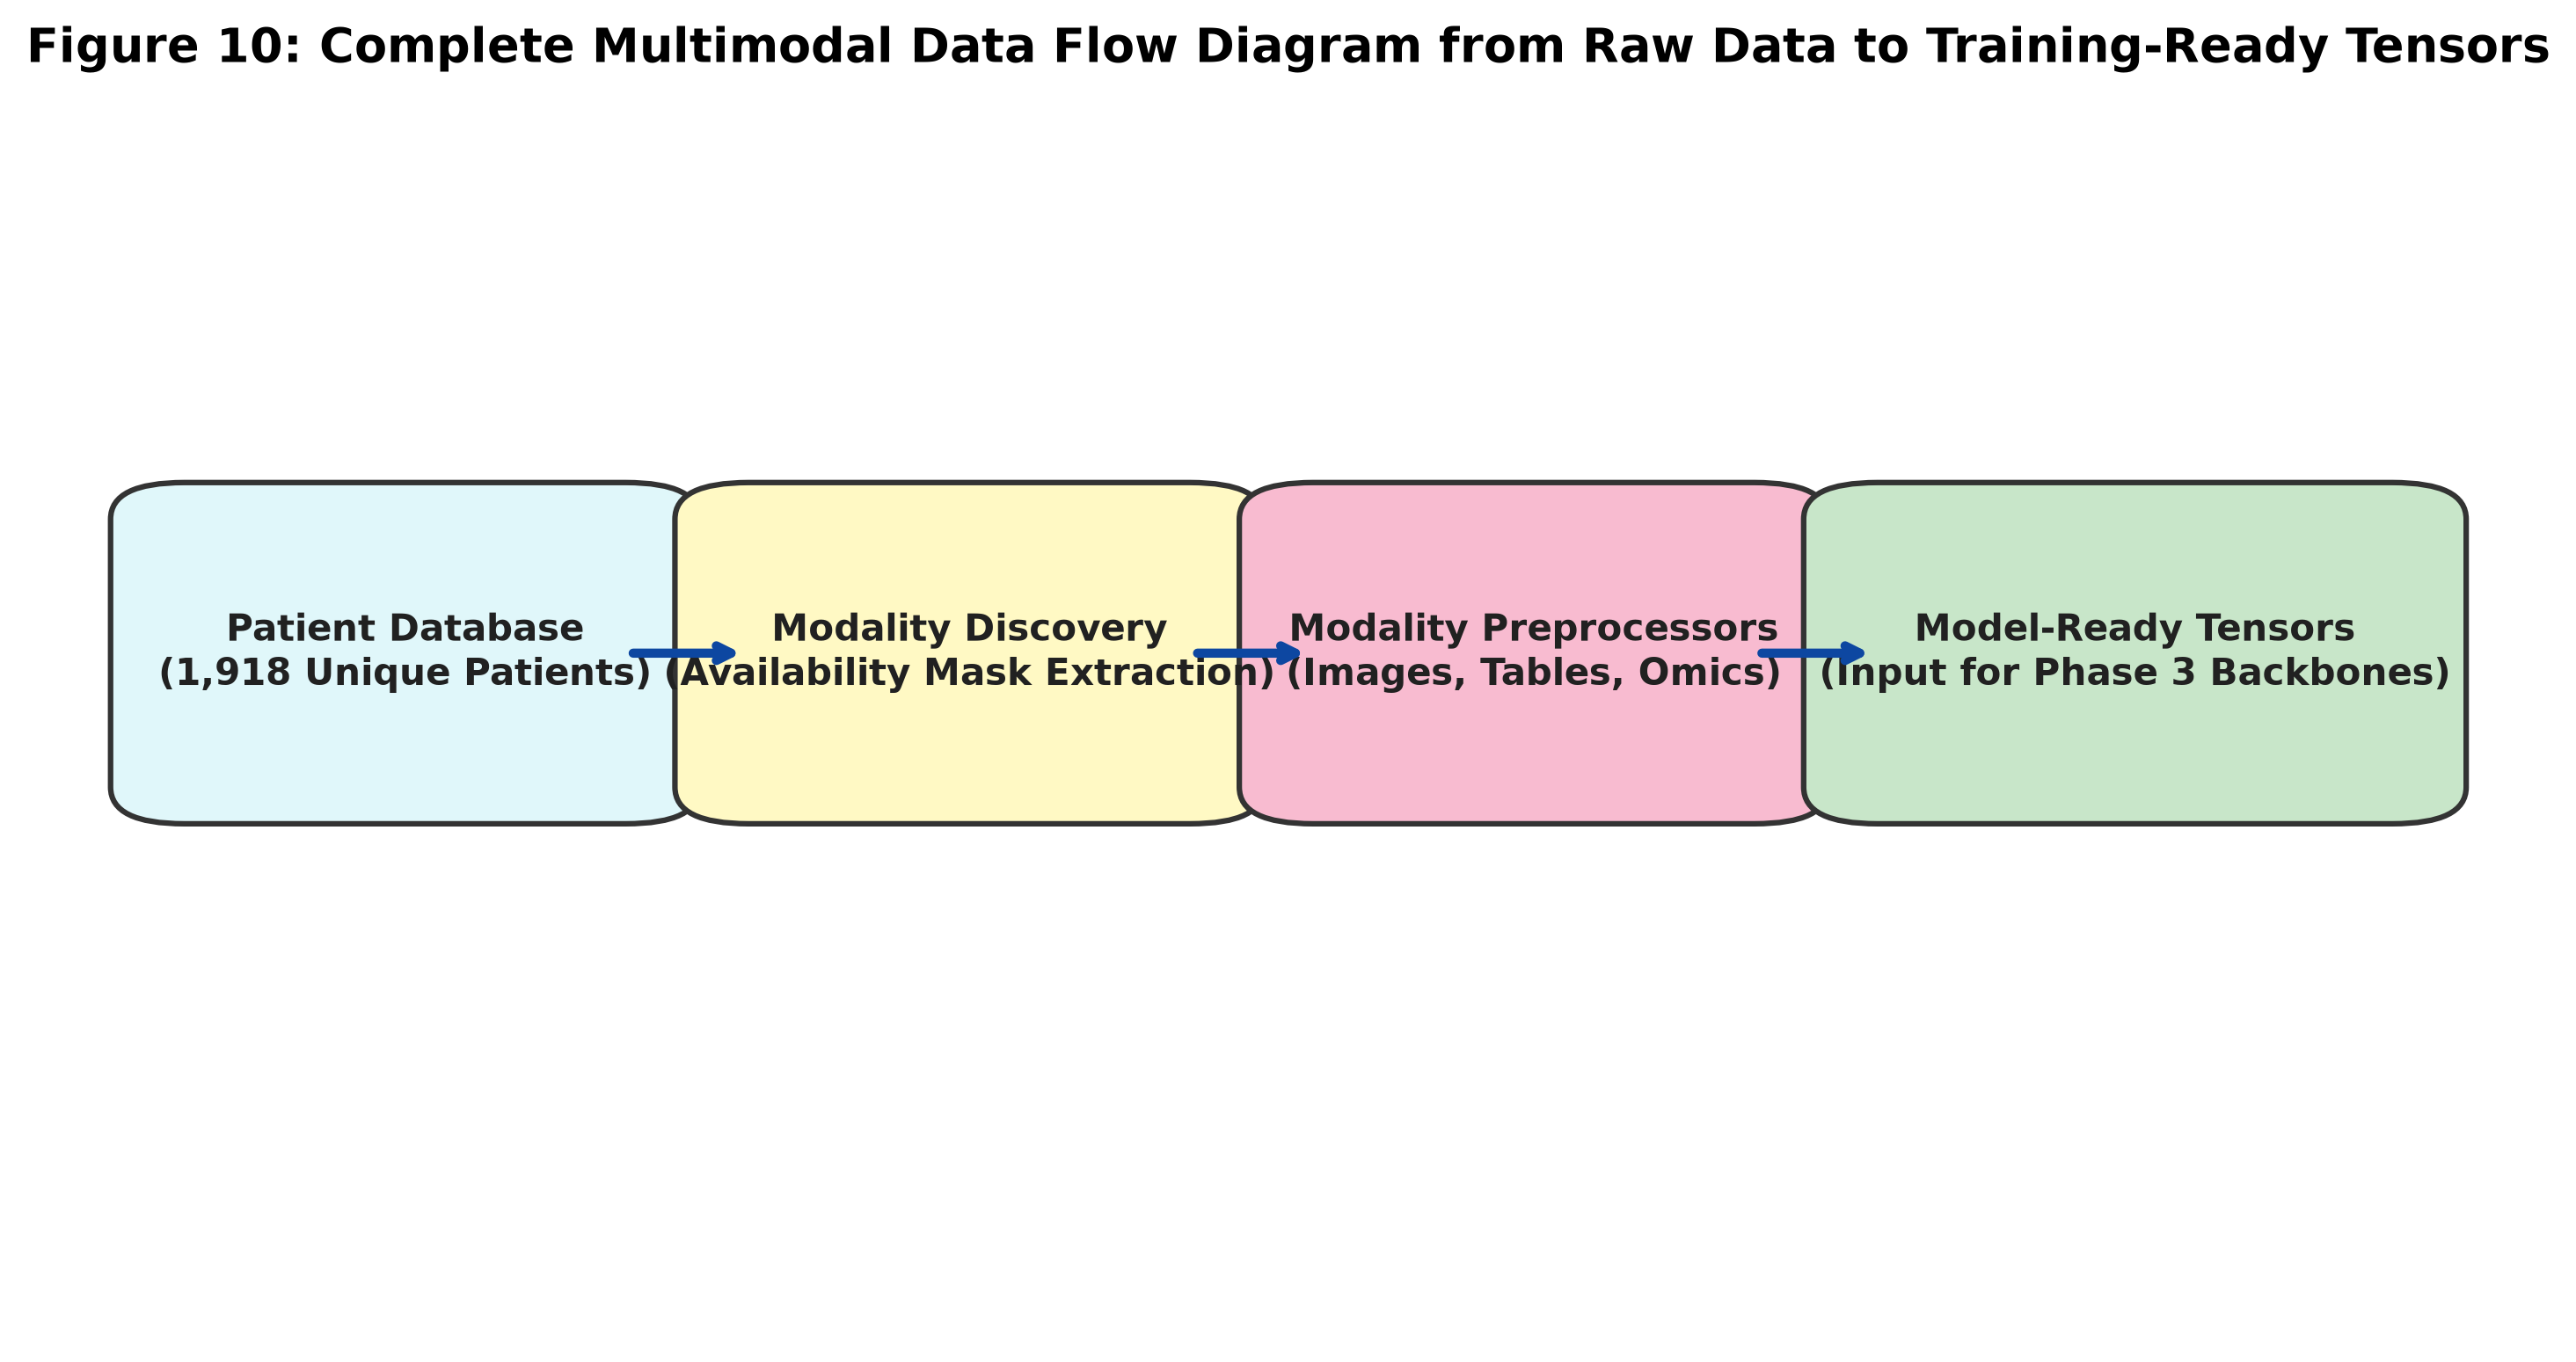 Figure 10: Complete Multimodal Data Flow Diagram from Raw Data to Training-Ready Tensors
Patient Database
(1,918 Unique Patients)
Modality Discovery
(Availability Mask Extraction)
Modality Preprocessors
(Images, Tables, Omics)
Model-Ready Tensors
(Input for Phase 3 Backbones)